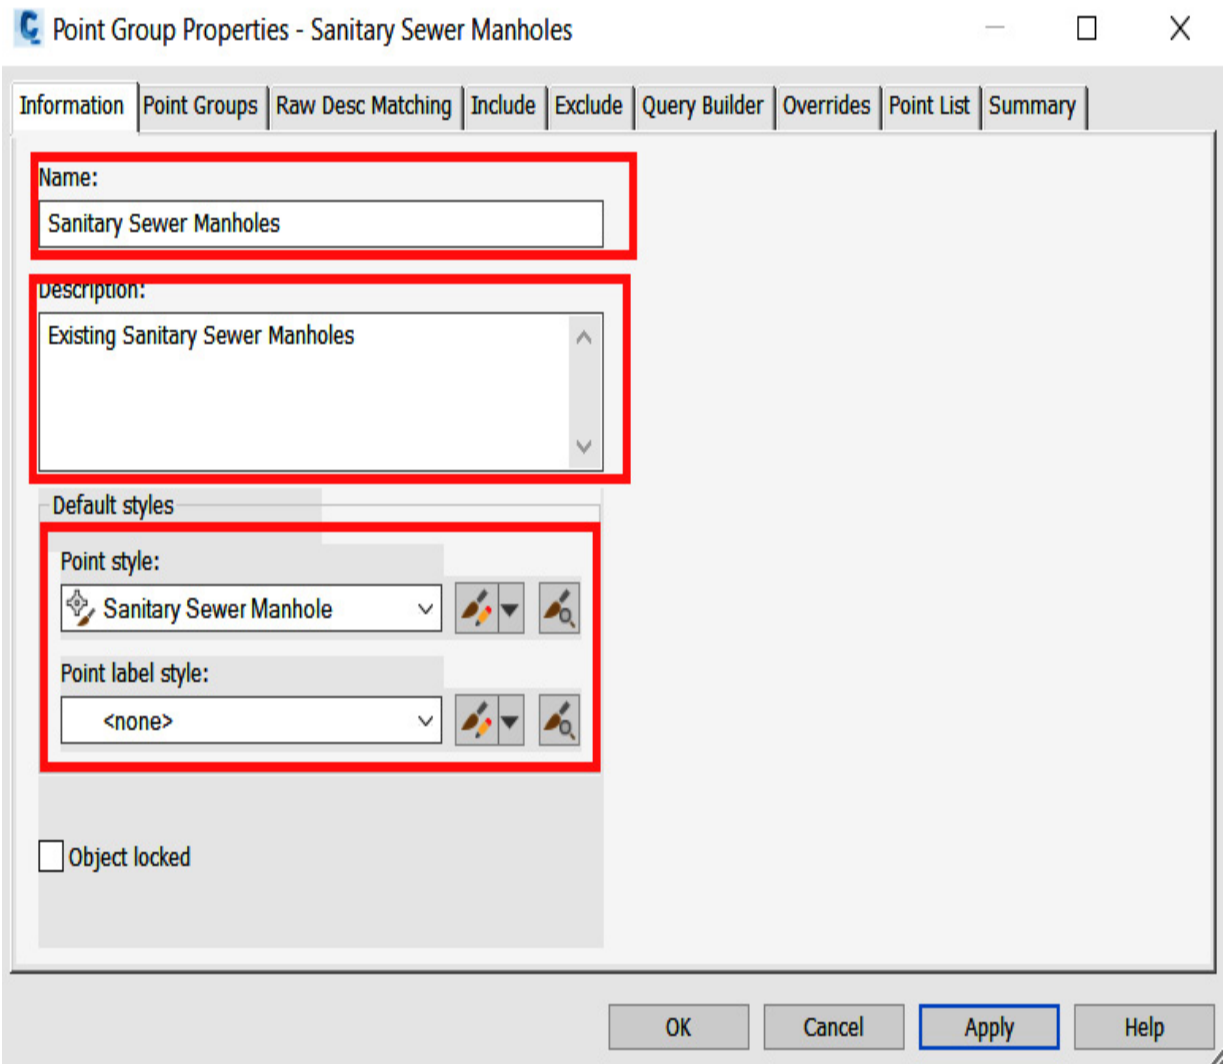 Point Group Properties - Sanitary Sewer Manholes
Information Point Groups Raw Desc Matching Include Exclude Query Builder Overrides Point List Summary
Name:
Sanitary Sewer Manholes
Description:
Existing Sanitary Sewer Manholes
Default styles
Point style:
Sanitary Sewer Manhole
Point label style:
<none>
Object locked
OK Cancel Apply Help